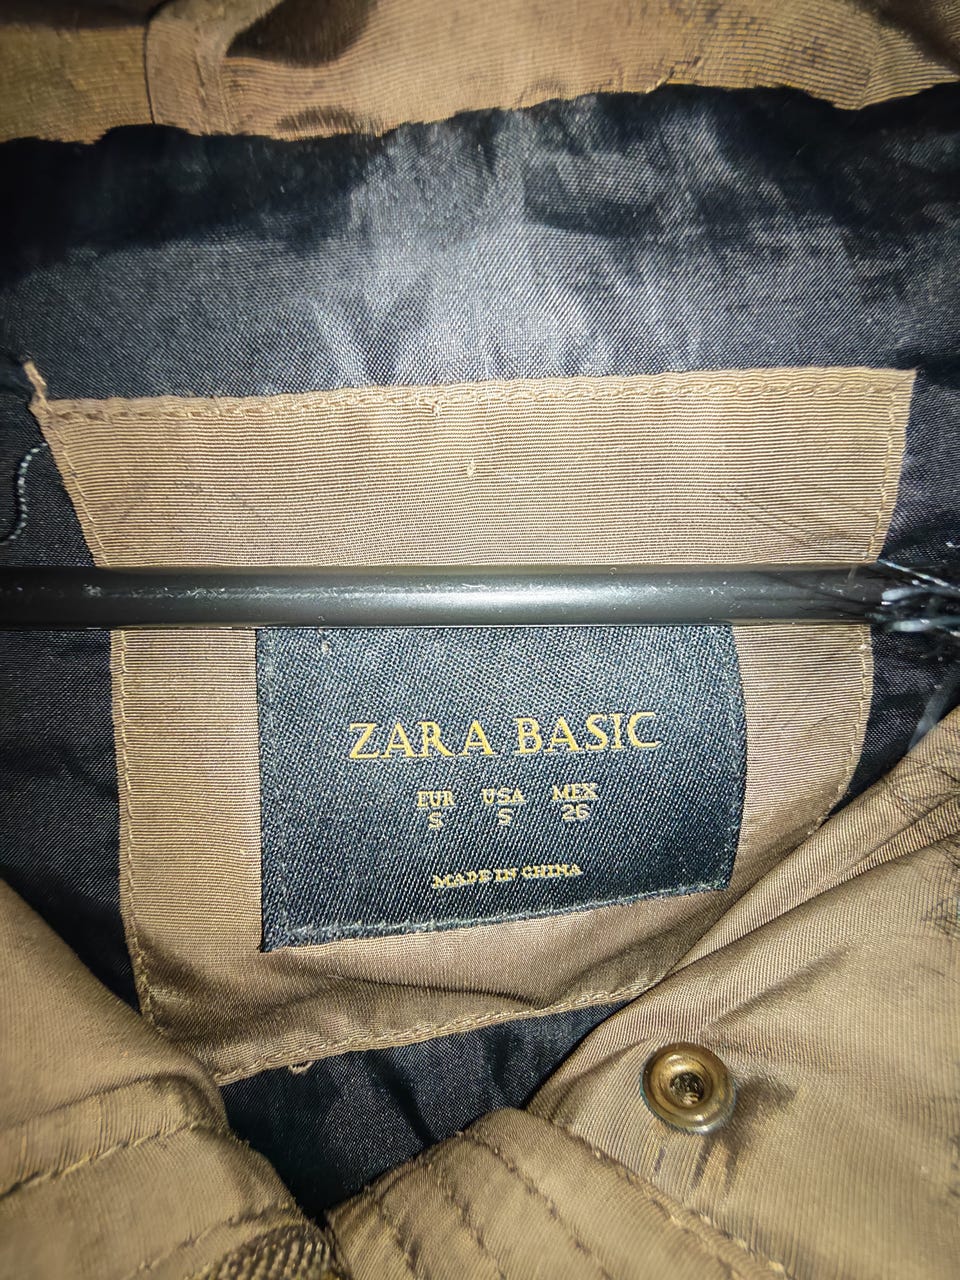 ZARA BASIC
EUR USA MEX
S S 26
MADE IN CHINA